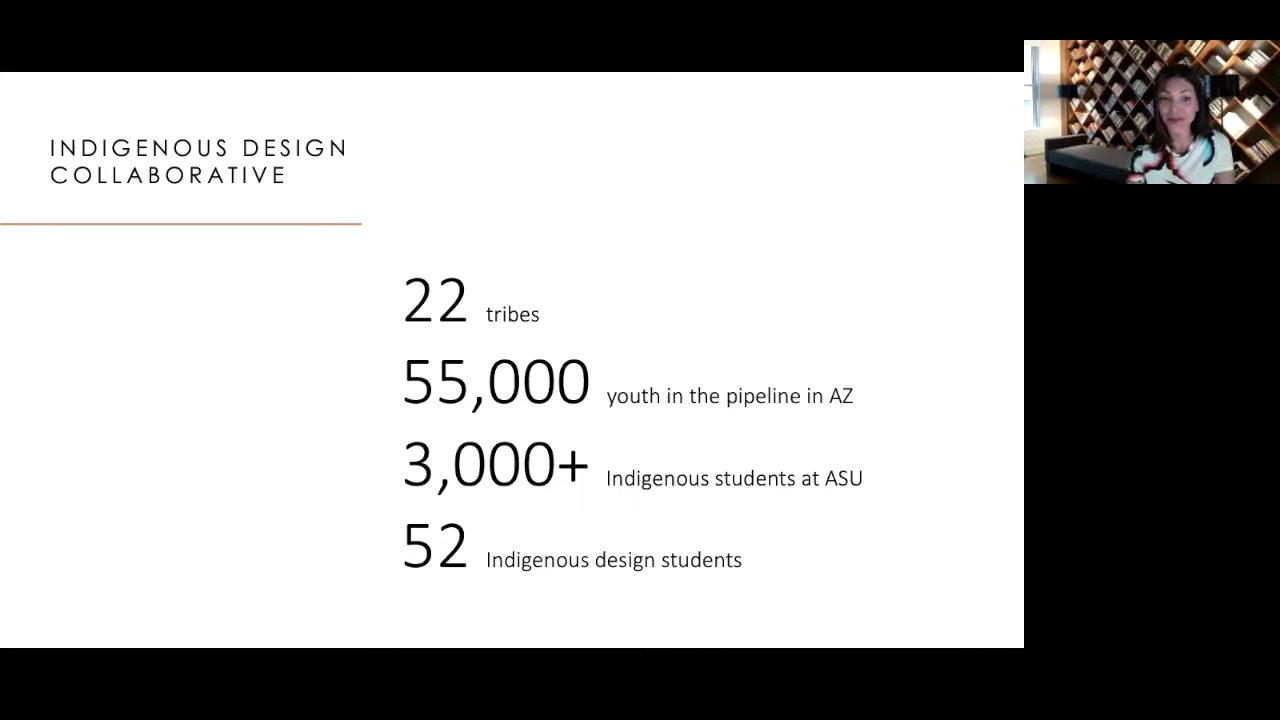 INDIGENOUS DESIGN
COLLABORATIVE
22 tribes
55,000 youth in the pipeline in AZ
3,000+ Indigenous students at ASU
52 Indigenous design students